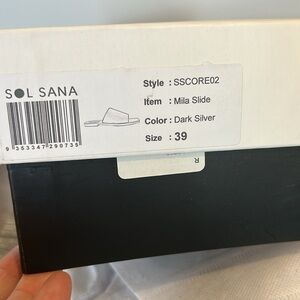 SOL SANA
Style : SSCORE02
Item : Mila Slide
Color : Dark Silver
Size : 39
9 353347 290735
R